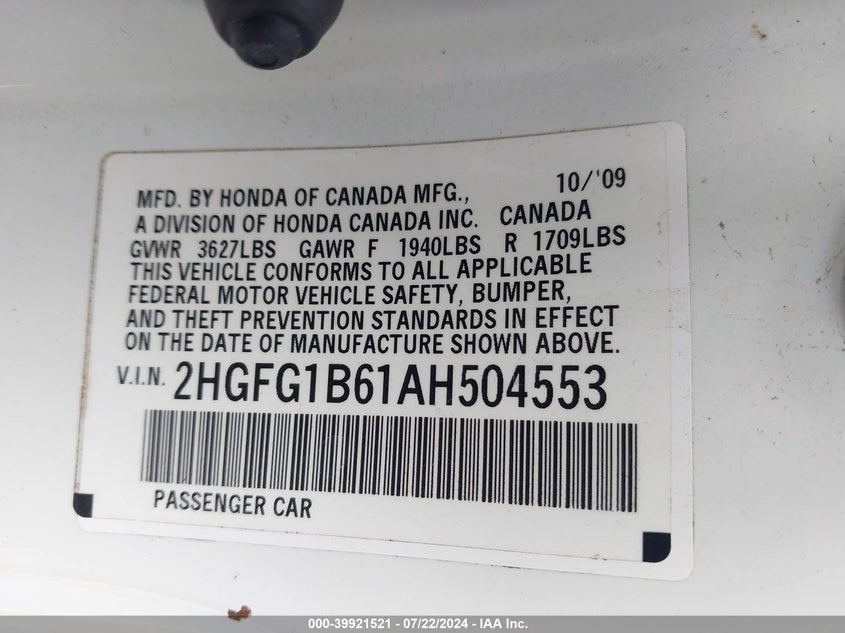 MFD. BY HONDA OF CANADA MFG., 10/'09
A DIVISION OF HONDA CANADA INC. CANADA
GVWR 3627LBS GAWR F 1940LBS R 1709LBS
THIS VEHICLE CONFORMS TO ALL APPLICABLE
FEDERAL MOTOR VEHICLE SAFETY, BUMPER,
AND THEFT PREVENTION STANDARDS IN EFFECT
ON THE DATE OF MANUFACTURE SHOWN ABOVE.
V.I.N. 2HGFG1B61AH504553
PASSENGER CAR
000-39921521 - 07/22/2024 - IAA Inc.